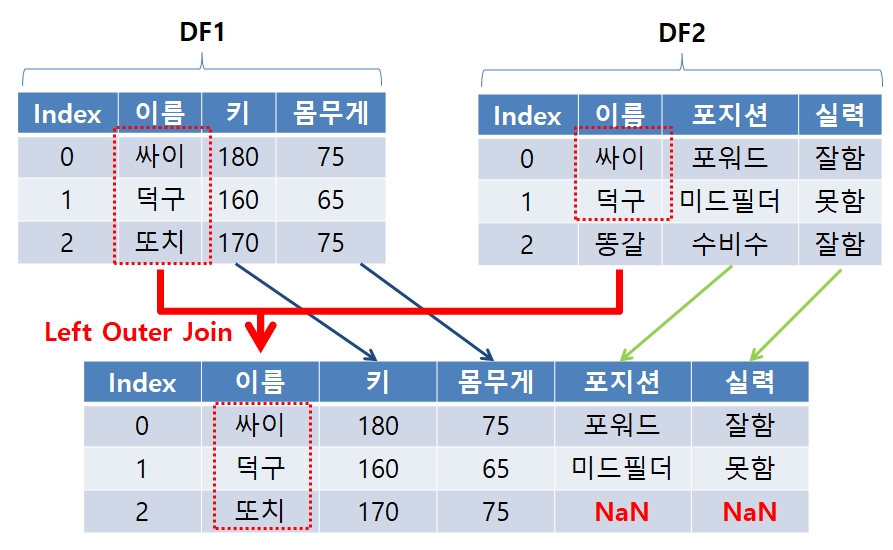 DF1
DF2
Index 이름 키 몸무게
0 싸이 180 75
1 덕구 160 65
2 또치 170 75
Index 이름 포지션 실력
0 싸이 포워드 잘함
1 덕구 미드필더 못함
2 똥갈 수비수 잘함
Left Outer Join
Index 이름 키 몸무게 포지션 실력
0 싸이 180 75 포워드 잘함
1 덕구 160 65 미드필더 못함
2 또치 170 75 NaN NaN